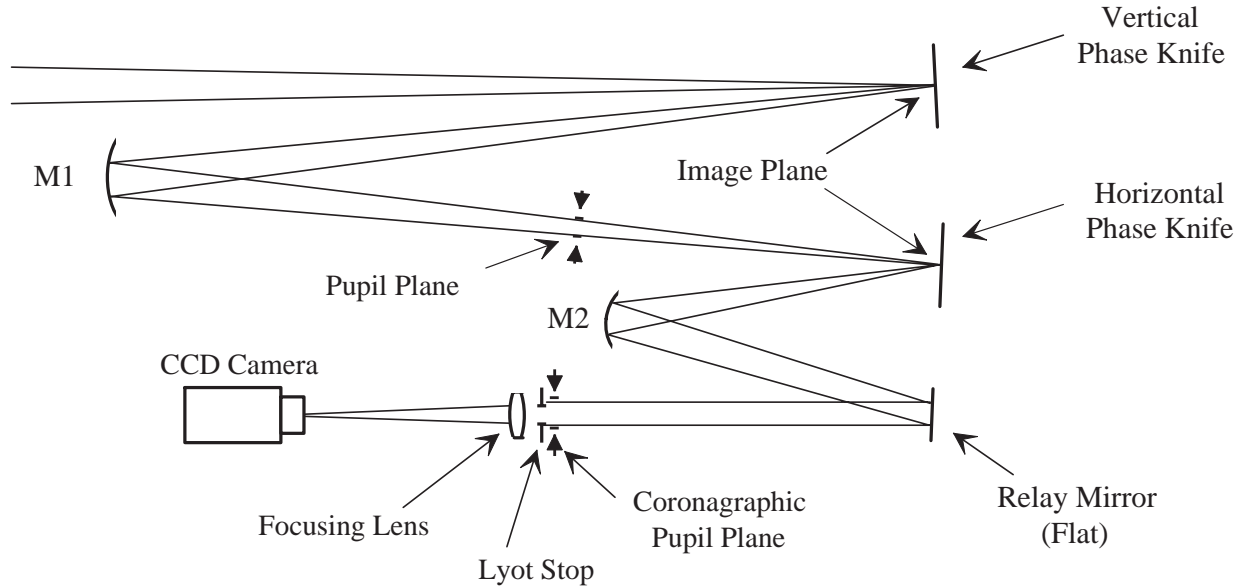 Vertical
Phase Knife
M1
Image Plane
Horizontal
Phase Knife
Pupil Plane
M2
CCD Camera
Focusing Lens
Lyot Stop
Coronagraphic
Pupil Plane
Relay Mirror
(Flat)